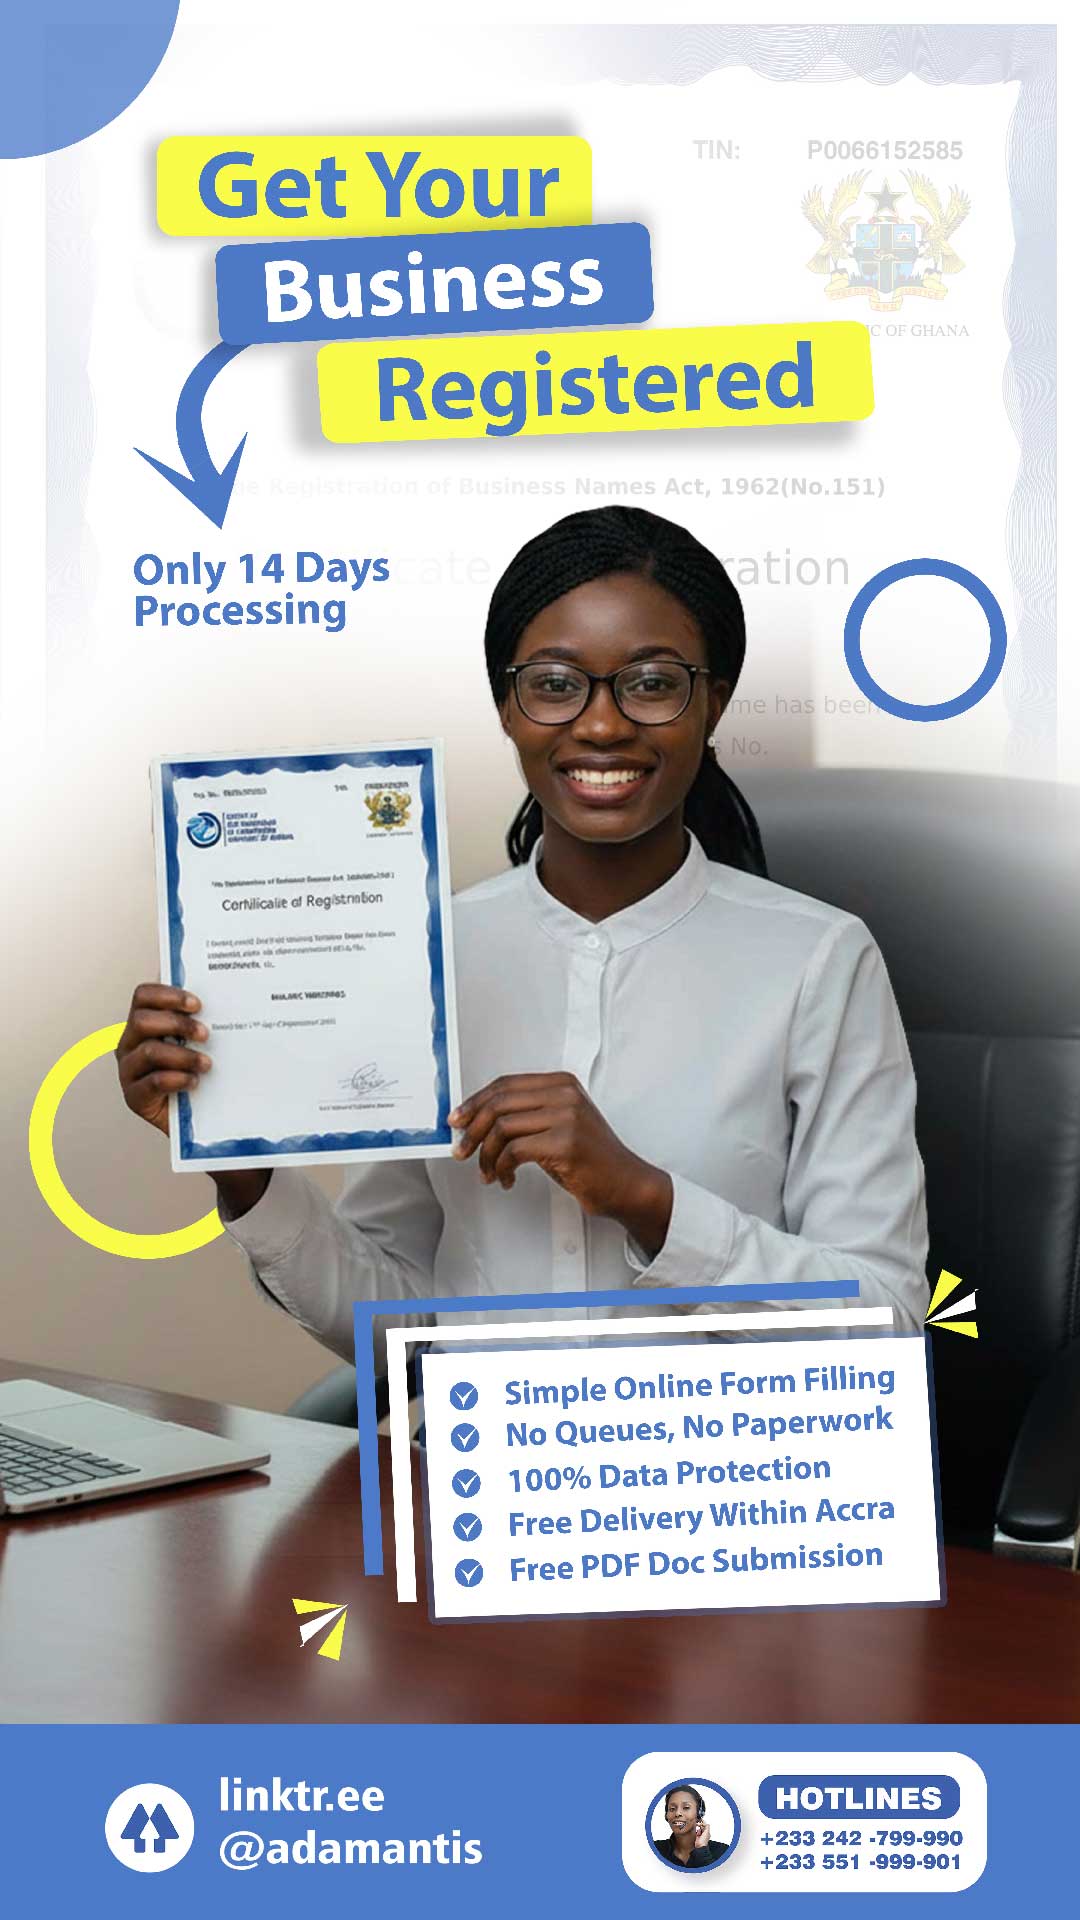 TIN: P0066152585
Get Your
Business
Registered
IC OF GHANA
he Registration of Business Names Act, 1962(No.151)
Only 14 Days
Processing
cate ration
me has been
s No.
Certificate of Registration
Simple Online Form Filling
No Queues, No Paperwork
100% Data Protection
Free Delivery Within Accra
Free PDF Doc Submission
linktr.ee
@adamantis
HOTLINES
+233 242 -799-990
+233 551 -999-901